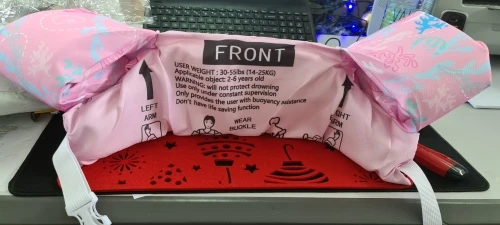 FRONT
USER WEIGHT: 30-55lbs (14-25KG)
Applicable object: 2-6 years old
WARNING: will not protect drowning
Use only under constant supervision
Only provides the user with buoyancy assistance
Don't have life saving function
LEFT
ARM
WEAR
BUCKLE
GHT
ARM